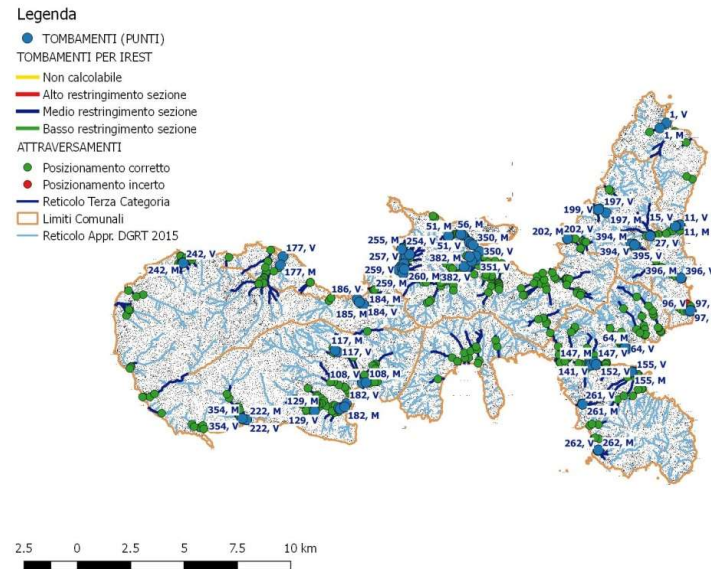 Legenda
TOMBAMENTI (PUNTI)
TOMBAMENTI PER IREST
Non calcolabile
Alto restringimento sezione
Medio restringimento sezione
Basso restringimento sezione
ATTRAVERSAMENTI
Posizionamento corretto
Posizionamento incerto
Reticolo Terza Categoria
Limiti Comunali
Reticolo Appr. DGRT 2015
1, V
1, M
197, V
199, V
197, M
15, V
11, V
11, M
202, M
202, V
394, M
27, V
394, V
395, V
396, M
396, V
96, V
97,
97,
51, M
56, M
255, M
254, V
51, V
350, M
257, V
382, M
350, V
259, V
260, M
382, V
351, V
259, M
242, V
242, M
177, V
177, M
186, V
184, M
185, M
184, V
117, M
117, V
108, V
108, M
182, V
129, M
129, V
182, M
354, M
222, M
354, V
222, V
64, M
64, V
147, M
147, V
141, V
152, V
155, V
155, M
261, V
261, M
262, V
262, M
2.5 0 2.5 5 7.5 10 km